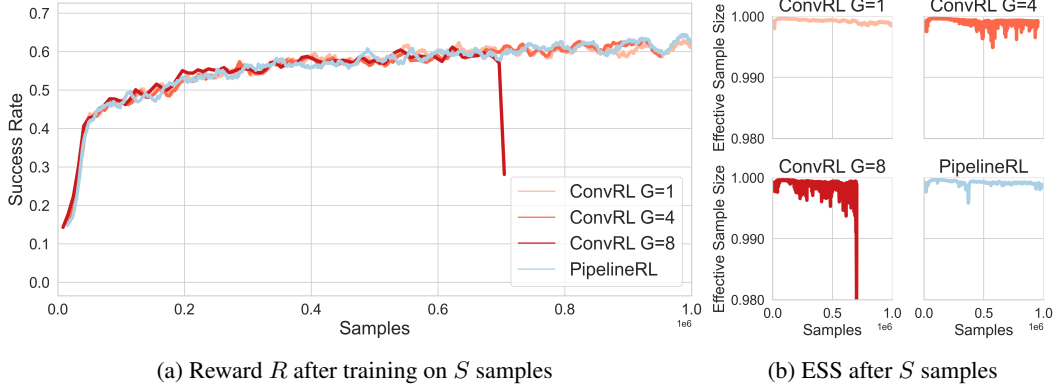 0.7
0.6
0.5
0.4
0.3
0.2
0.1
0.0
Success Rate
0.0
0.2
0.4
0.6
0.8
1.0
1e6
Samples
ConvRL G=1
ConvRL G=4
ConvRL G=8
PipelineRL
(a) Reward R after training on S samples
ConvRL G=1
ConvRL G=4
1.000
0.990
0.980
Effective Sample Size
ConvRL G=8
PipelineRL
1.000
0.990
0.980
Effective Sample Size
0.0
0.5
1.0
1e6
Samples
0.0
0.5
1.0
1e6
Samples
(b) ESS after S samples